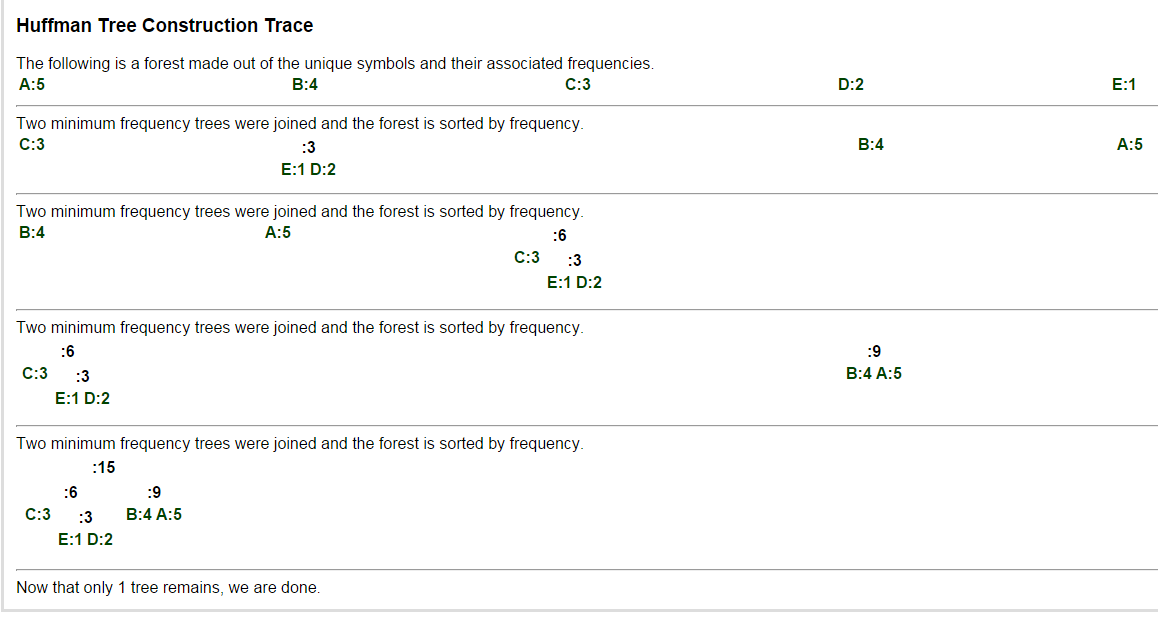 Huffman Tree Construction Trace
The following is a forest made out of the unique symbols and their associated frequencies.
A:5 B:4 C:3 D:2 E:1
Two minimum frequency trees were joined and the forest is sorted by frequency.
C:3 :3 B:4 A:5
E:1 D:2
Two minimum frequency trees were joined and the forest is sorted by frequency.
B:4 A:5 :6
C:3 :3
E:1 D:2
Two minimum frequency trees were joined and the forest is sorted by frequency.
:6 :9
C:3 :3 B:4 A:5
E:1 D:2
Two minimum frequency trees were joined and the forest is sorted by frequency.
:15
:6 :9
C:3 :3 B:4 A:5
E:1 D:2
Now that only 1 tree remains, we are done.